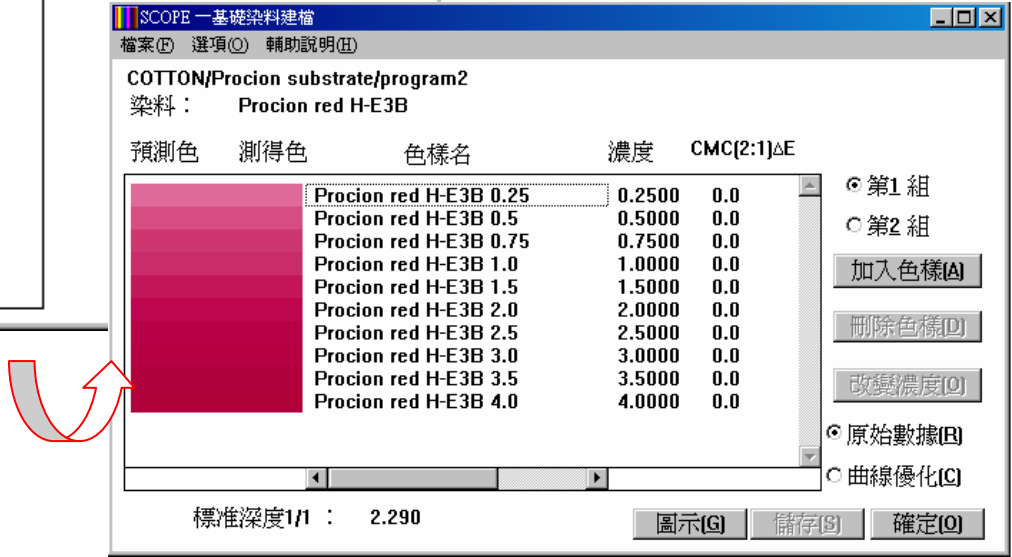 SCOPE 一基礎染料建檔
檔案(F) 選項(O) 輔助說明(H)
COTTON/Procion substrate/program2
染料： Procion red H-E3B
預測色 測得色 色樣名 濃度 CMC(2:1)△E
Procion red H-E3B 0.25 0.2500 0.0
Procion red H-E3B 0.5 0.5000 0.0
Procion red H-E3B 0.75 0.7500 0.0
Procion red H-E3B 1.0 1.0000 0.0
Procion red H-E3B 1.5 1.5000 0.0
Procion red H-E3B 2.0 2.0000 0.0
Procion red H-E3B 2.5 2.5000 0.0
Procion red H-E3B 3.0 3.0000 0.0
Procion red H-E3B 3.5 3.5000 0.0
Procion red H-E3B 4.0 4.0000 0.0
第1 組
第2 組
加入色樣(A)
刪除色樣(D)
改變濃度(O)
原始數據(R)
曲線優化(C)
標准深度1/1 ： 2.290
圖示(G) 儲存(S) 確定(O)